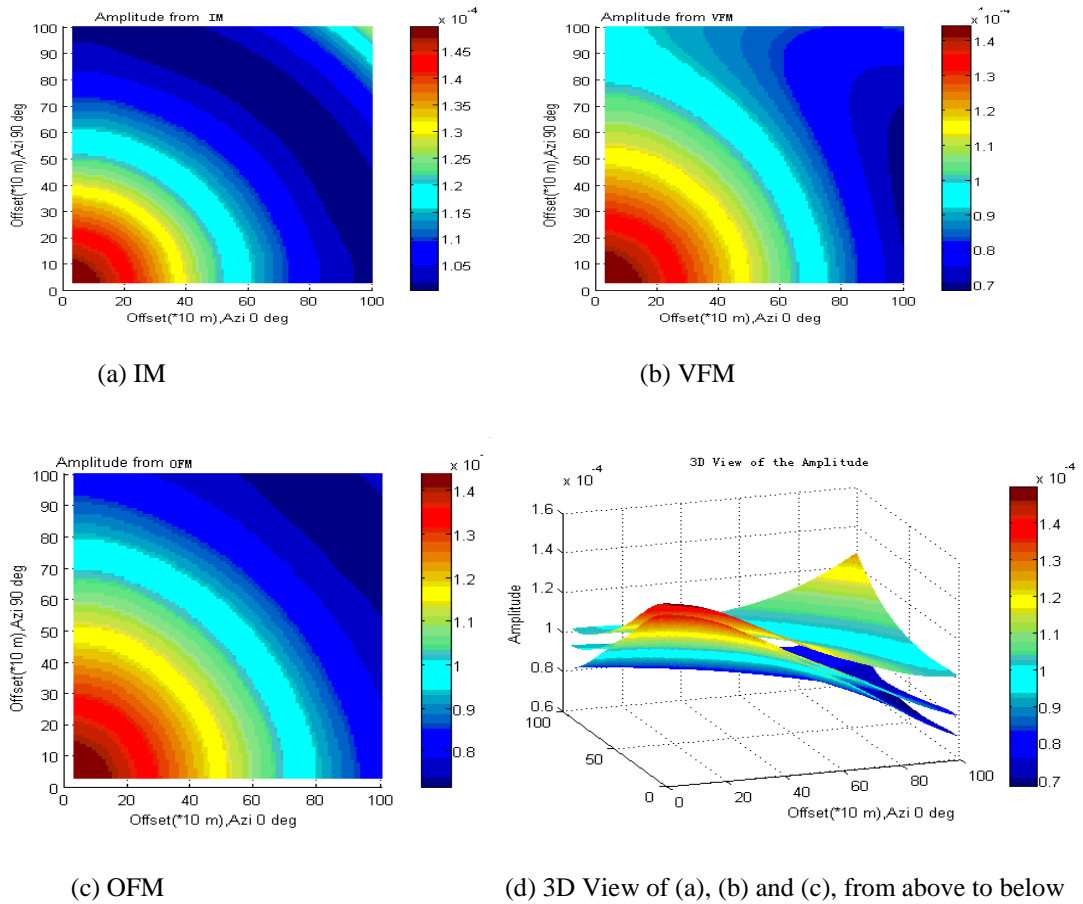 Amplitude from IM
x 10⁻⁴
100
90
80
70
60
50
40
30
20
10
0
0 20 40 60 80 100
Offset(*10 m),Azi 90 deg
Offset(*10 m),Azi 0 deg
1.45
1.4
1.35
1.3
1.25
1.2
1.15
1.1
1.05
(a) IM
Amplitude from VFM
x 10⁻⁴
100
90
80
70
60
50
40
30
20
10
0
0 20 40 60 80 100
Offset(*10 m),Azi 90 deg
Offset(*10 m),Azi 0 deg
1.4
1.3
1.2
1.1
1
0.9
0.8
0.7
(b) VFM
Amplitude from OFM
x 10⁻
100
90
80
70
60
50
40
30
20
10
0
0 20 40 60 80 100
Offset(*10 m),Azi 90 deg
Offset(*10 m),Azi 0 deg
1.4
1.3
1.2
1.1
1
0.9
0.8
(c) OFM
3D View of the Amplitude
x 10⁻⁴
1.6
1.4
1.2
1
0.8
0.6
Amplitude
100
50
0
0 20 40 60 80 100
Offset(*10 m),Azi 0 deg
x 10⁻⁴
1.4
1.3
1.2
1.1
1
0.9
0.8
0.7
(d) 3D View of (a), (b) and (c), from above to below